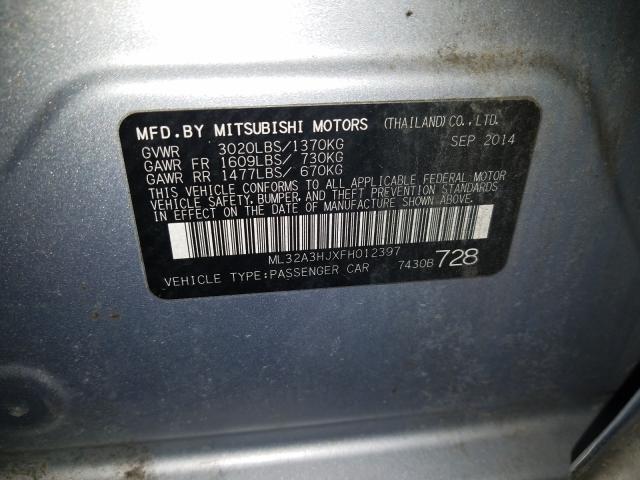 MFD.BY MITSUBISHI MOTORS (THAILAND)CO.,LTD.
GVWR 3020LBS/1370KG SEP 2014
GAWR FR 1609LBS/ 730KG
GAWR RR 1477LBS/ 670KG
THIS VEHICLE CONFORMS TO ALL APPLICABLE FEDERAL MOTOR
VEHICLE SAFETY,BUMPER,AND THEFT PREVENTION STANDARDS
IN EFFECT ON THE DATE OF MANUFACTURE SHOWN ABOVE.
ML32A3HJXFH012397
VEHICLE TYPE:PASSENGER CAR 7430B 728